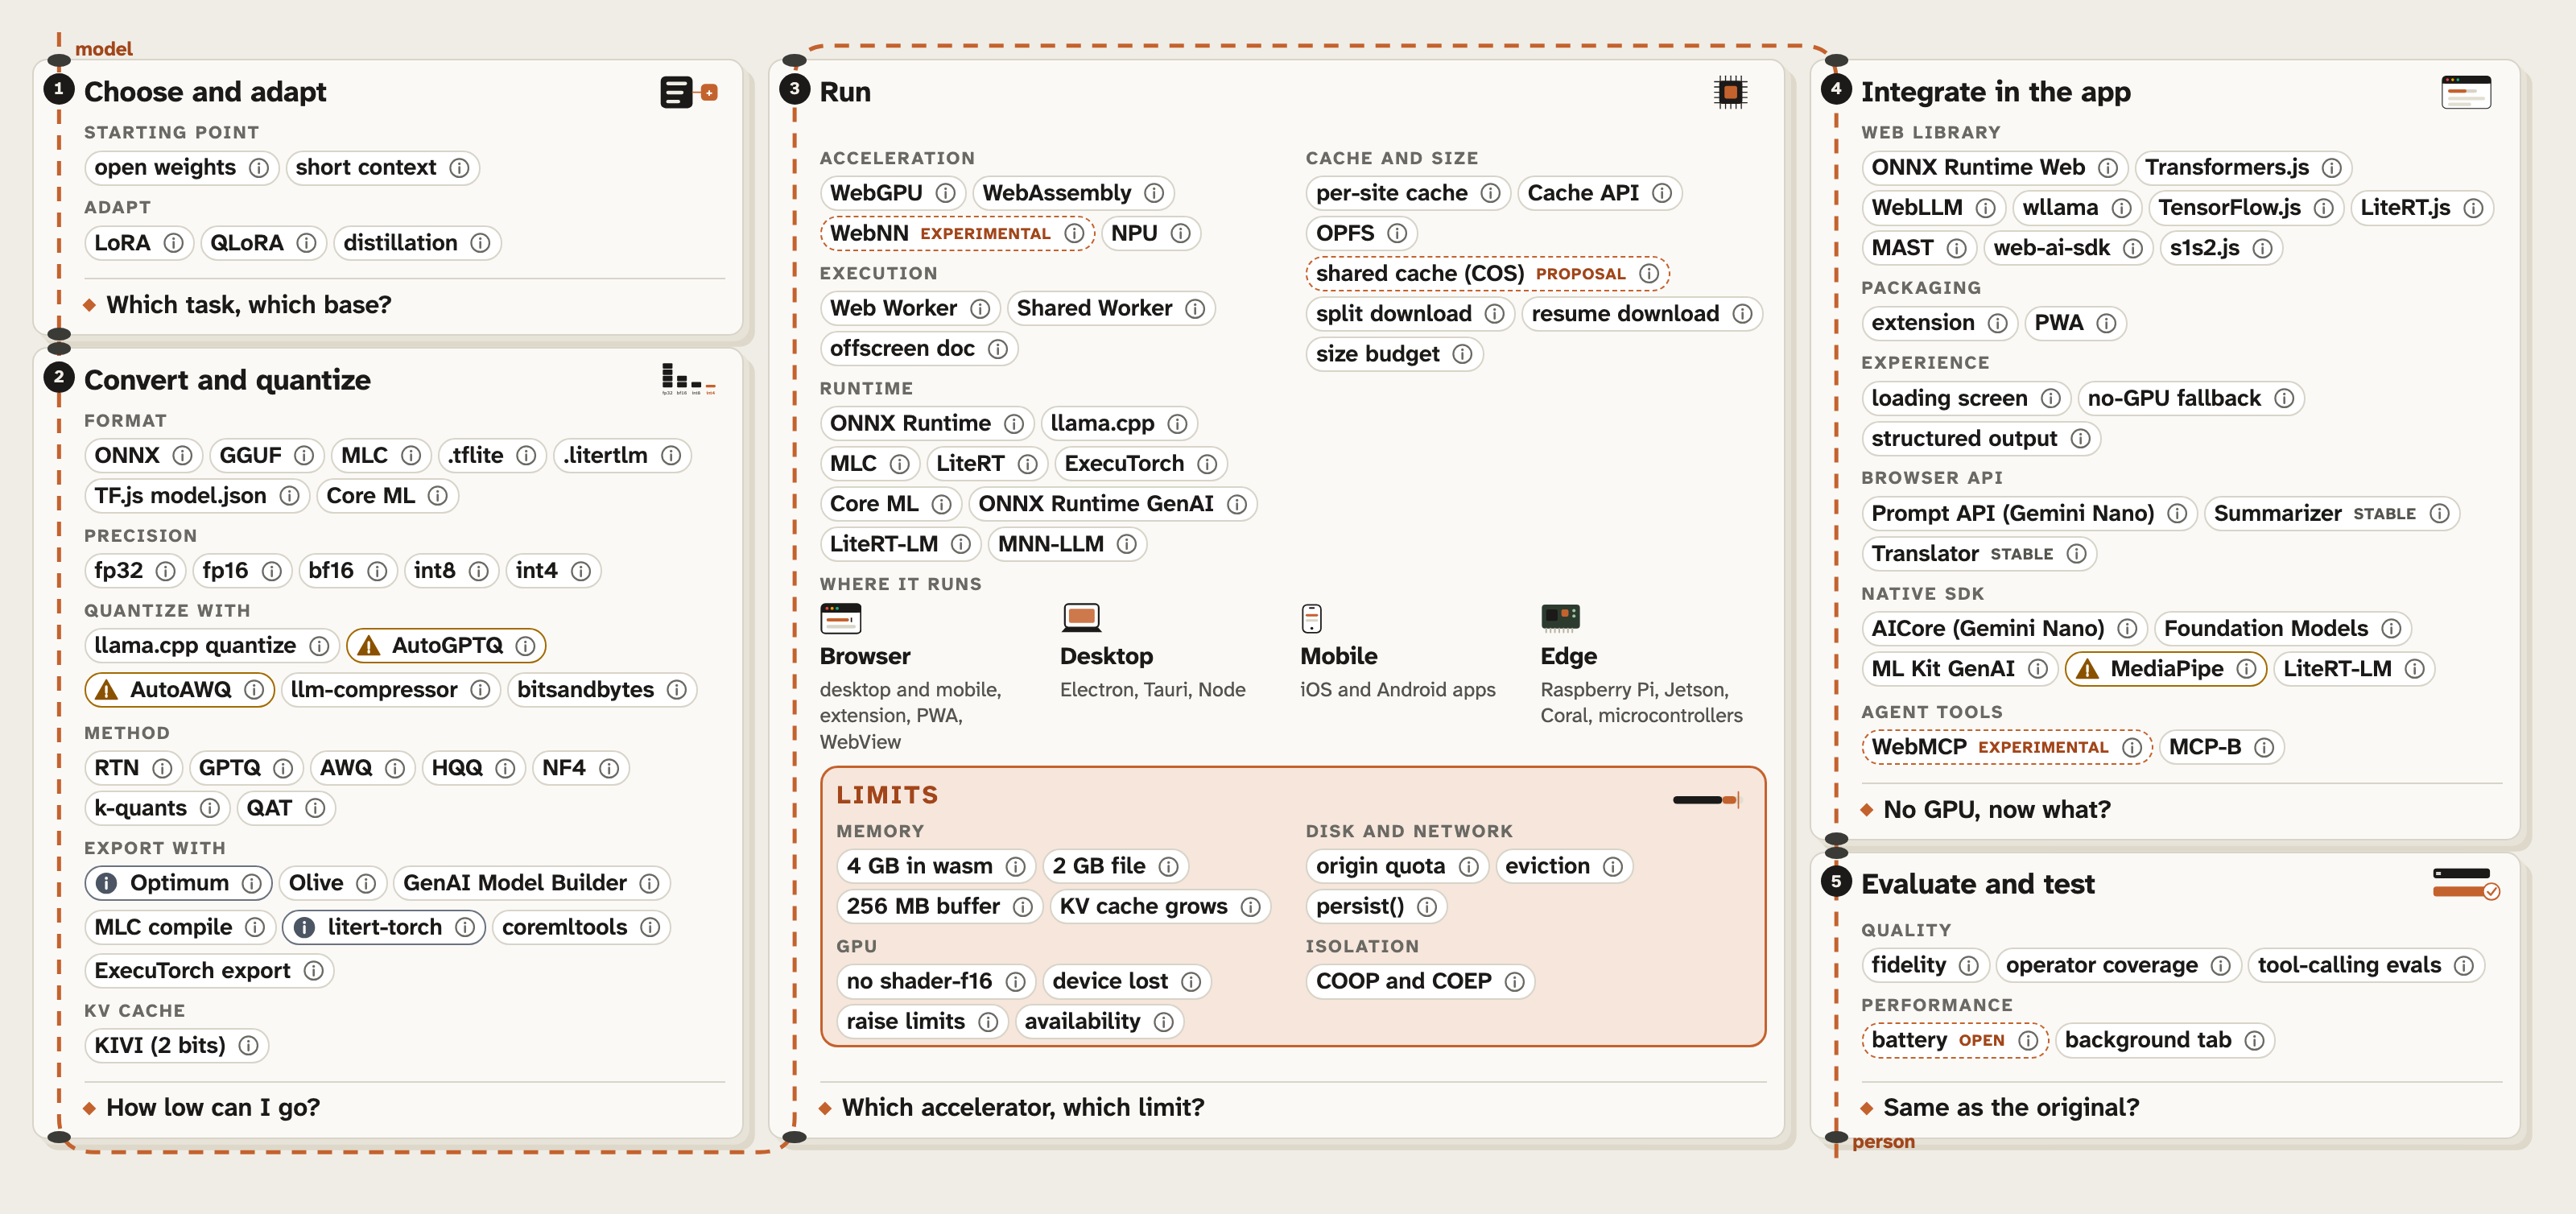 model
1 Choose and adapt
STARTING POINT
open weights short context
ADAPT
LoRA QLoRA distillation
Which task, which base?
2 Convert and quantize
fp32 bf16 int8 int4
FORMAT
ONNX GGUF MLC .tflite .litertlm
TF.js model.json Core ML
PRECISION
fp32 fp16 bf16 int8 int4
QUANTIZE WITH
llama.cpp quantize AutoGPTQ
AutoAWQ llm-compressor bitsandbytes
METHOD
RTN GPTQ AWQ HQQ NF4
k-quants QAT
EXPORT WITH
Optimum Olive GenAI Model Builder
MLC compile litert-torch coremltools
ExecuTorch export
KV CACHE
KIVI (2 bits)
How low can I go?
3 Run
ACCELERATION
WebGPU WebAssembly
WebNN EXPERIMENTAL NPU
EXECUTION
Web Worker Shared Worker
offscreen doc
RUNTIME
ONNX Runtime llama.cpp
MLC LiteRT ExecuTorch
Core ML ONNX Runtime GenAI
LiteRT-LM MNN-LLM
CACHE AND SIZE
per-site cache Cache API
OPFS
shared cache (COS) PROPOSAL
split download resume download
size budget
WHERE IT RUNS
Browser
desktop and mobile,
extension, PWA,
WebView
Desktop
Electron, Tauri, Node
Mobile
iOS and Android apps
Edge
Raspberry Pi, Jetson,
Coral, microcontrollers
LIMITS
MEMORY
4 GB in wasm 2 GB file
256 MB buffer KV cache grows
GPU
no shader-f16 device lost
raise limits availability
DISK AND NETWORK
origin quota eviction
persist()
ISOLATION
COOP and COEP
Which accelerator, which limit?
4 Integrate in the app
WEB LIBRARY
ONNX Runtime Web Transformers.js
WebLLM wllama TensorFlow.js LiteRT.js
MAST web-ai-sdk s1s2.js
PACKAGING
extension PWA
EXPERIENCE
loading screen no-GPU fallback
structured output
BROWSER API
Prompt API (Gemini Nano) Summarizer STABLE
Translator STABLE
NATIVE SDK
AICore (Gemini Nano) Foundation Models
ML Kit GenAI MediaPipe LiteRT-LM
AGENT TOOLS
WebMCP EXPERIMENTAL MCP-B
No GPU, now what?
5 Evaluate and test
QUALITY
fidelity operator coverage tool-calling evals
PERFORMANCE
battery OPEN background tab
Same as the original?
person